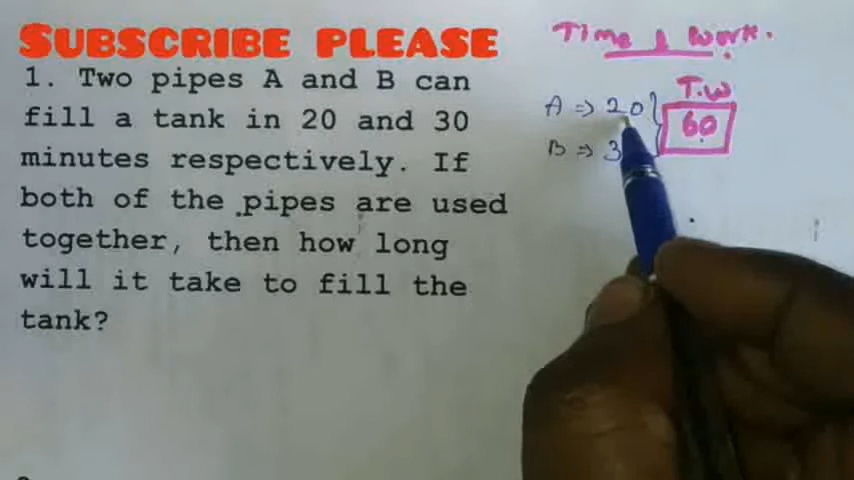 SUBSCRIBE PLEASE
Time & Work.
1. Two pipes A and B can
fill a tank in 20 and 30
minutes respectively. If
both of the pipes are used
together, then how long
will it take to fill the
tank?
T.W
A ⇒ 20
60
B ⇒ 3